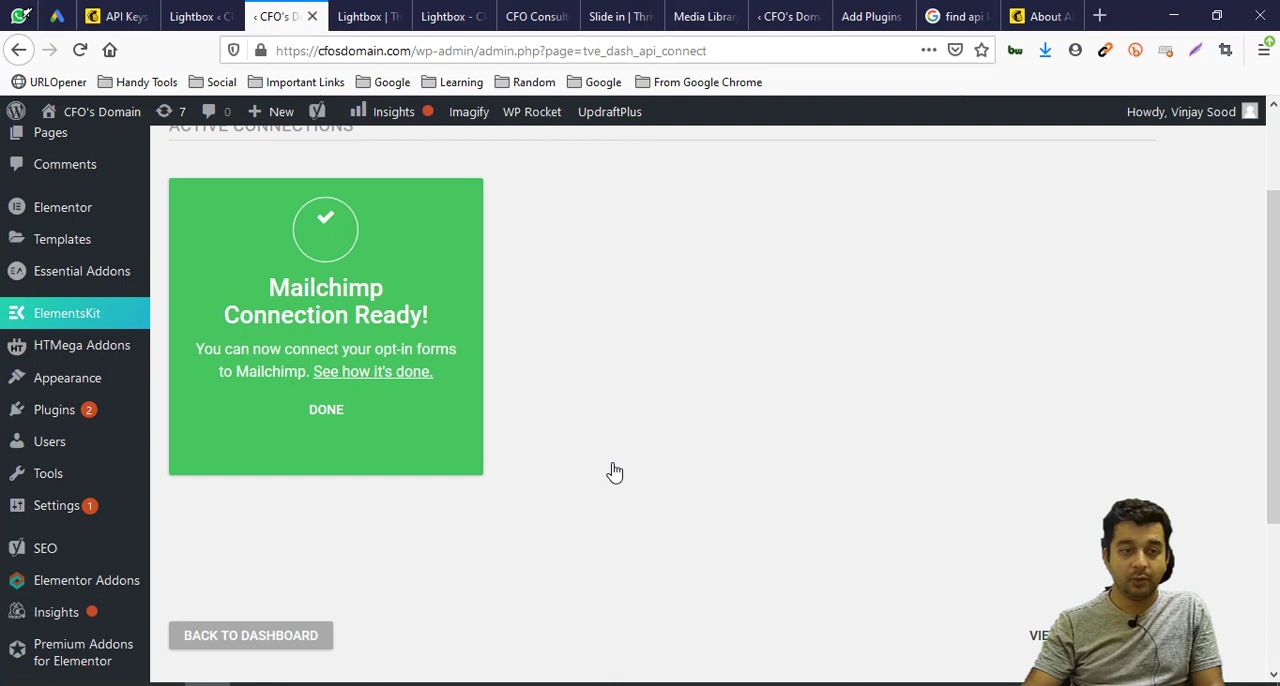 API Keys
Lightbox ‹ C
‹ CFO's D
Lightbox | Th
Lightbox - C
CFO Consult
Slide in | Thri
Media Librar
‹ CFO's Dom
Add Plugins
find api
About A
https://cfosdomain.com/wp-admin/admin.php?page=tve_dash_api_connect
URLOpener
Handy Tools
Social
Important Links
Google
Learning
Random
Google
From Google Chrome
CFO's Domain
7
0
New
Insights
Imagify
WP Rocket
UpdraftPlus
Howdy, Vinjay Sood
Pages
Comments
Elementor
Templates
Essential Addons
ElementsKit
HTMega Addons
Appearance
Plugins 2
Users
Tools
Settings 1
SEO
Elementor Addons
Insights
Premium Addons
for Elementor
ACTIVE CONNECTIONS
Mailchimp
Connection Ready!
You can now connect your opt-in forms
to Mailchimp. See how it's done.
DONE
BACK TO DASHBOARD
VIE